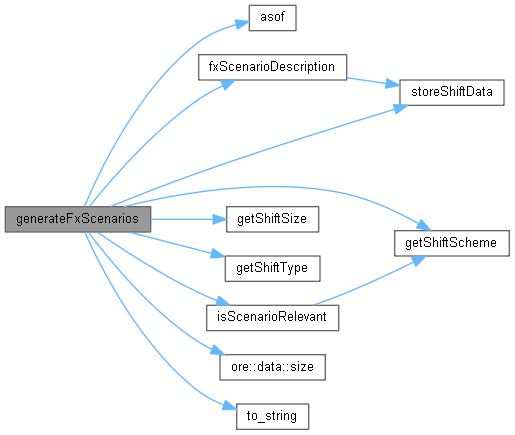 asof
fxScenarioDescription
storeShiftData
generateFxScenarios
getShiftSize
getShiftScheme
getShiftType
isScenarioRelevant
ore::data::size
to_string